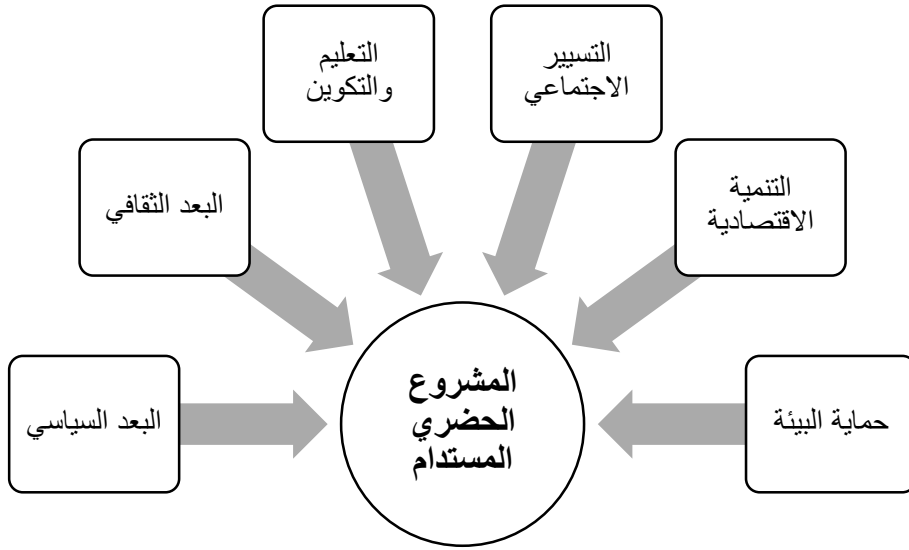 التسيير
الاجتماعي
التعليم
والتكوين
التنمية
الاقتصادية
البعد الثقافي
حماية البيئة
المشروع
الحضري
المستدام
البعد السياسي